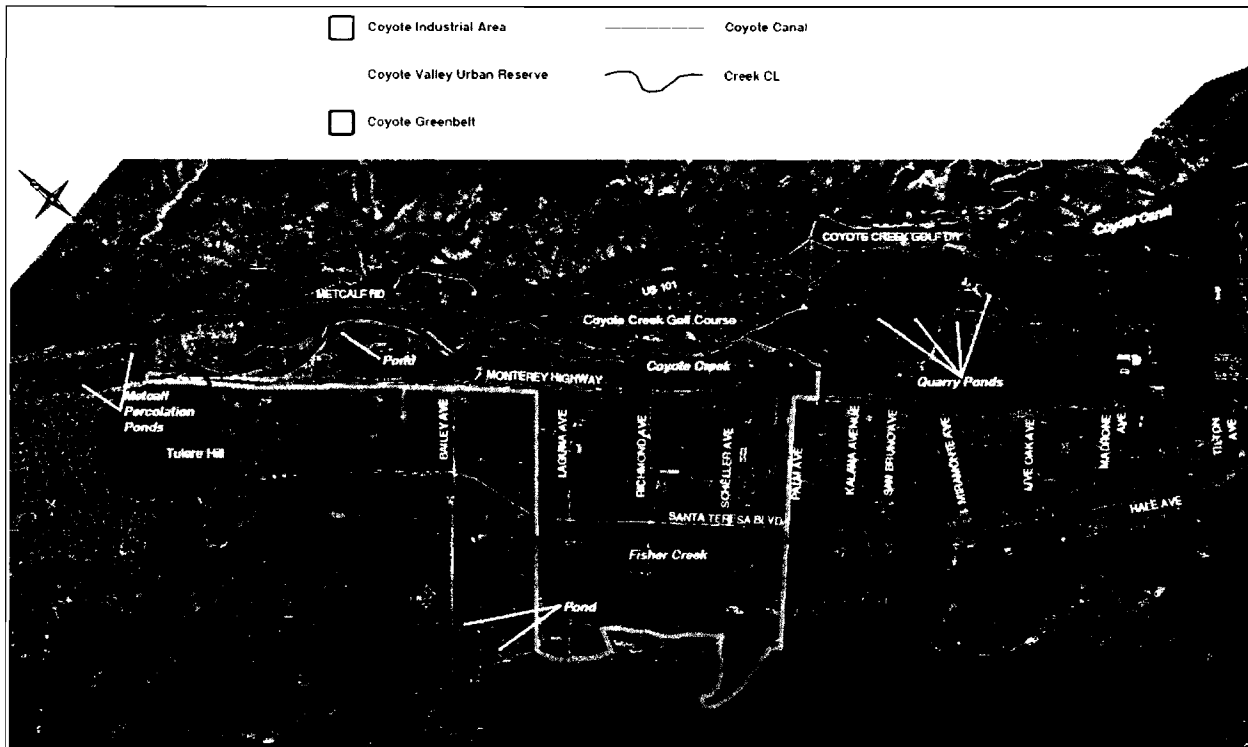 Coyote Industrial Area
Coyote Canal
Coyote Valley Urban Reserve
Creek CL
Coyote Greenbelt
Coyote Canal
COYOTE CREEK GOLF DR
US 101
METCALF RD
Coyote Creek Golf Course
Pond
Coyote Creek
MONTEREY HIGHWAY
Quarry Ponds
Metcalf
Percolation
Ponds
Tulare Hill
BAILEY AVE
LAGUNA AVE
RICHMOND AVE
SCHELLER AVE
PALM AVE
KALANA AVENUE
SAN BRUNO AVE
MIRAMONTE AVE
LIVE OAK AVE
MADRONE
AVE
TILTON
AVE
HALE AVE
SANTA TERESA BLVD
Fisher Creek
Pond